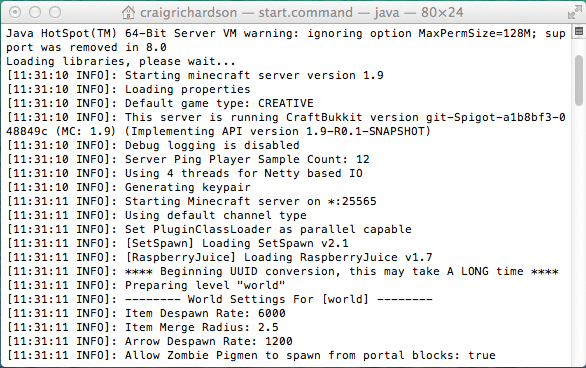 craigrichardson — start.command — java — 80×24
Java HotSpot(TM) 64-Bit Server VM warning: ignoring option MaxPermSize=128M; sup
port was removed in 8.0
Loading libraries, please wait...
[11:31:10 INFO]: Starting minecraft server version 1.9
[11:31:10 INFO]: Loading properties
[11:31:10 INFO]: Default game type: CREATIVE
[11:31:10 INFO]: This server is running CraftBukkit version git-Spigot-a1b8bf3-0
48849c (MC: 1.9) (Implementing API version 1.9-R0.1-SNAPSHOT)
[11:31:10 INFO]: Debug logging is disabled
[11:31:10 INFO]: Server Ping Player Sample Count: 12
[11:31:10 INFO]: Using 4 threads for Netty based IO
[11:31:10 INFO]: Generating keypair
[11:31:11 INFO]: Starting Minecraft server on *:25565
[11:31:11 INFO]: Using default channel type
[11:31:11 INFO]: Set PluginClassLoader as parallel capable
[11:31:11 INFO]: [SetSpawn] Loading SetSpawn v2.1
[11:31:11 INFO]: [RaspberryJuice] Loading RaspberryJuice v1.7
[11:31:11 INFO]: **** Beginning UUID conversion, this may take A LONG time ****
[11:31:11 INFO]: Preparing level "world"
[11:31:11 INFO]: -------- World Settings For [world] --------
[11:31:11 INFO]: Item Despawn Rate: 6000
[11:31:11 INFO]: Item Merge Radius: 2.5
[11:31:11 INFO]: Arrow Despawn Rate: 1200
[11:31:11 INFO]: Allow Zombie Pigmen to spawn from portal blocks: true